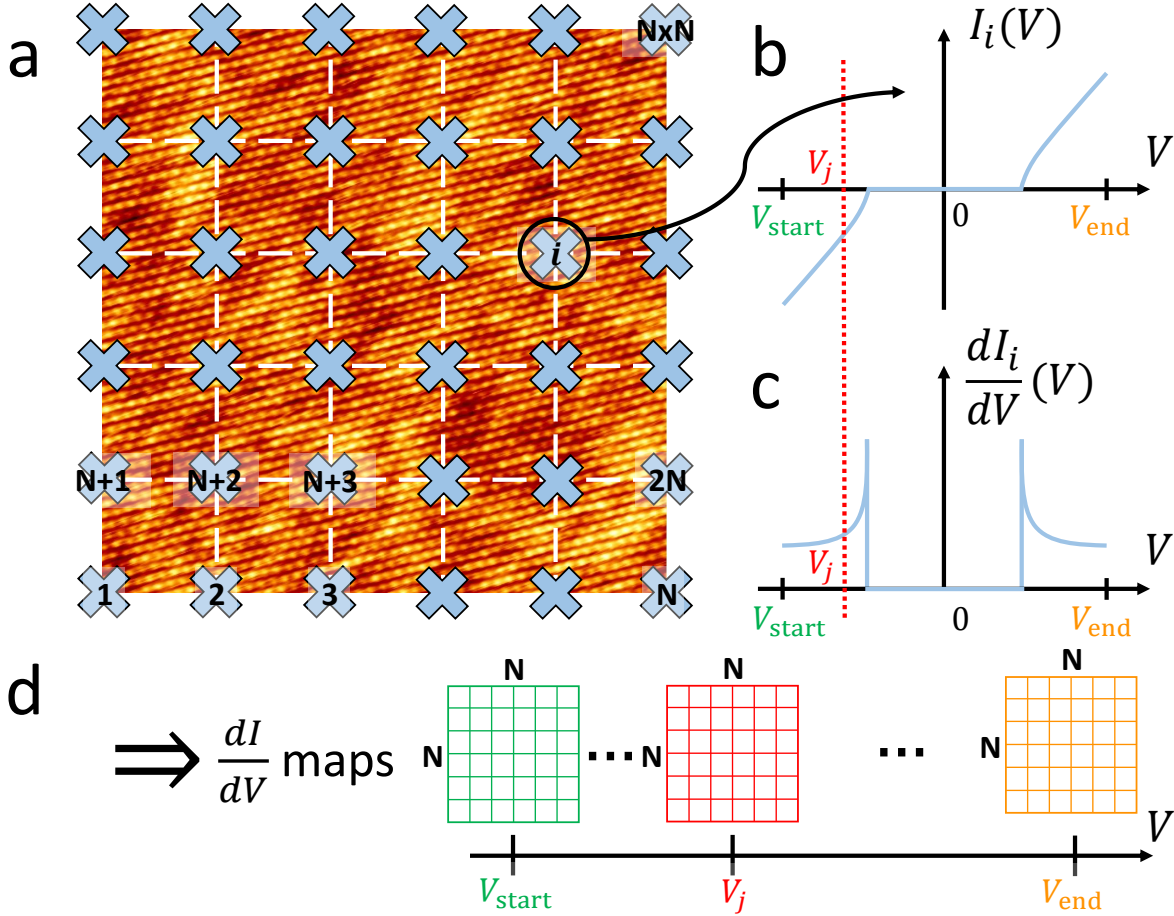 a
NxN
i
N+1 N+2 N+3 2N
1 2 3 N
b
I_i(V)
V
V_j
V_start 0 V_end
c
dI_i/dV (V)
V
V_j
V_start 0 V_end
d
⇒ dI/dV maps
N N N
N ... N ... N
V
V_start V_j V_end